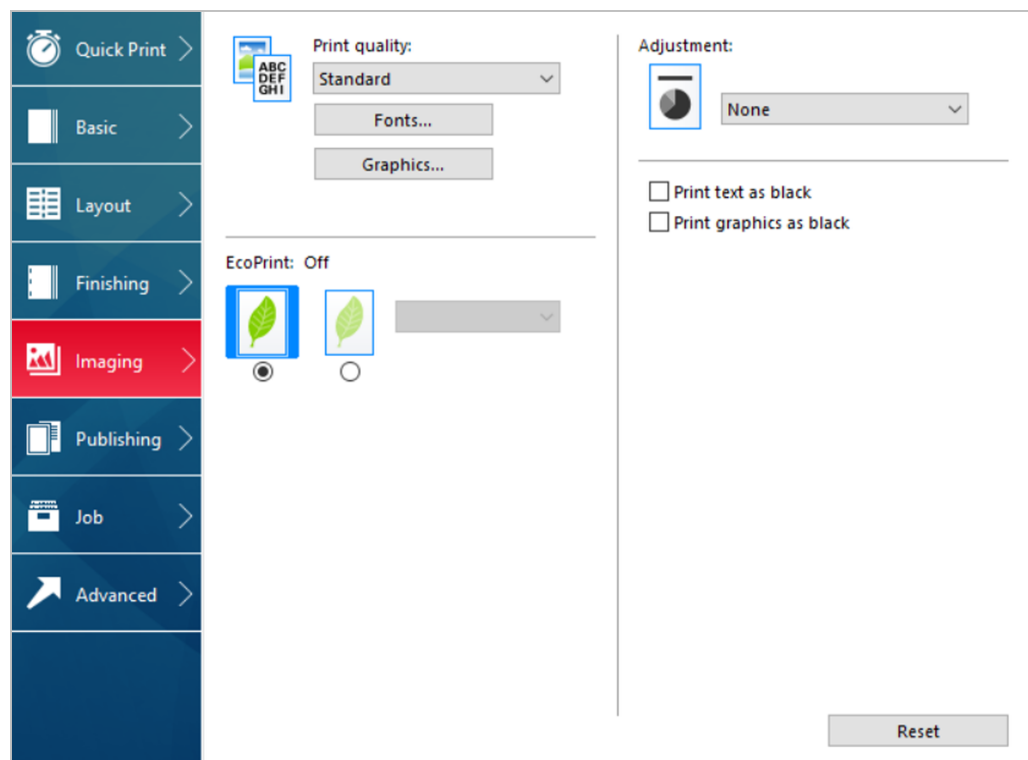 Quick Print
Basic
Layout
Finishing
Imaging
Publishing
Job
Advanced
Print quality:
ABC
DEF
GHI
Standard
Fonts...
Graphics...
EcoPrint: Off
Adjustment:
None
Print text as black
Print graphics as black
Reset